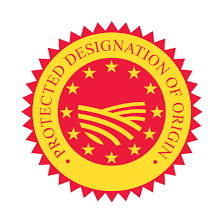 • PROTECTED DESIGNATION OF ORIGIN •